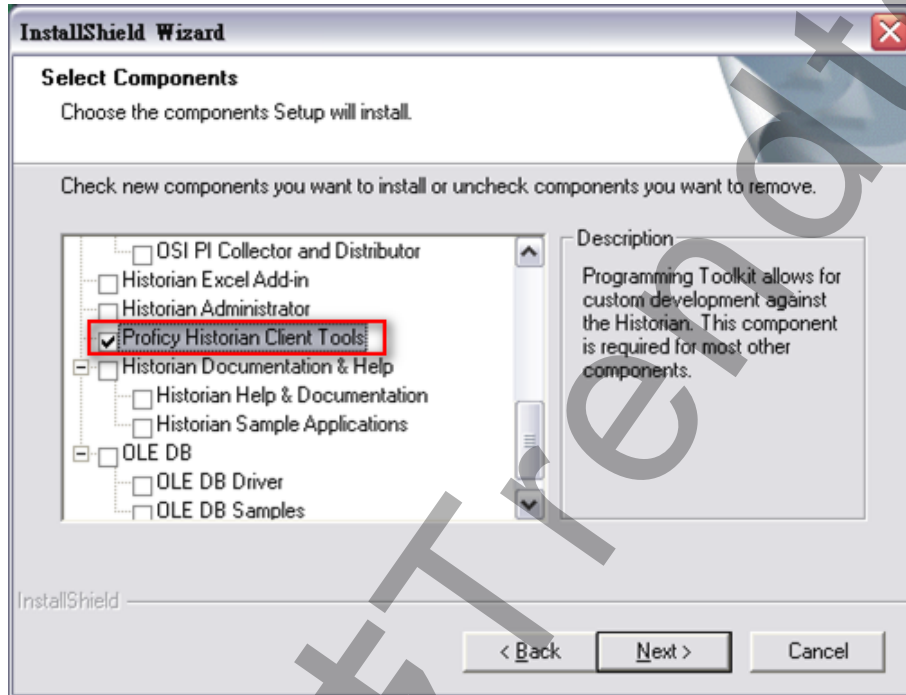 InstallShield Wizard
Select Components
Choose the components Setup will install.
Check new components you want to install or uncheck components you want to remove.
OSI PI Collector and Distributor
Historian Excel Add-in
Historian Administrator
Proficy Historian Client Tools
Historian Documentation & Help
Historian Help & Documentation
Historian Sample Applications
OLE DB
OLE DB Driver
OLE DB Samples
Description
Programming Toolkit allows for
custom development against
the Historian. This component
is required for most other
components.
InstallShield
< Back
Next >
Cancel
tTrend